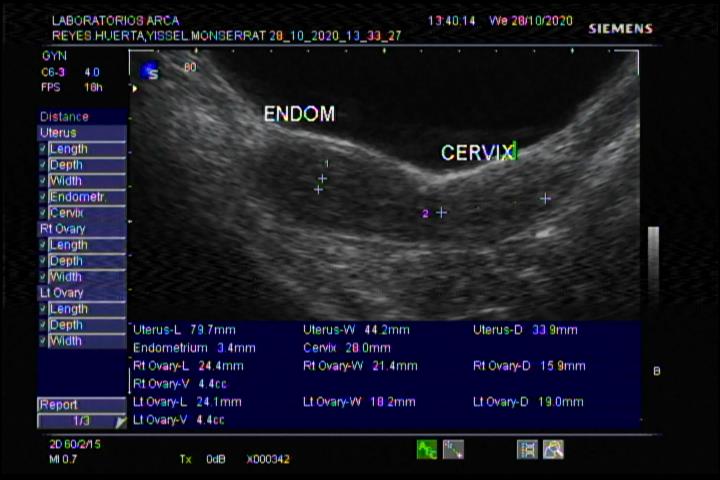 LABORATORIOS ARCA
13:40:14 We 28/10/2020
SIEMENS
REYES HUERTA,YISSEL MONSERRAT 28_10_2020_13_33_27
GYN
C6-3 4.0
FPS 18h
S
80
ENDOM
CERVIX
1
2
Distance
Uterus
Length
Depth
Width
Endometr.
Cervix
Rt Ovary
Length
Depth
Width
Lt Ovary
Length
Depth
Width
Report
1/3
Uterus-L 79.7mm Uterus-W 44.2mm Uterus-D 33.9mm
Endometrium 3.4mm Cervix 28.0mm
Rt Ovary-L 24.4mm Rt Ovary-W 21.4mm Rt Ovary-D 15.9mm
Rt Ovary-V 4.4cc
Lt Ovary-L 24.1mm Lt Ovary-W 18.2mm Lt Ovary-D 19.0mm
Lt Ovary-V 4.4cc
B
2D 60/2/15
MI 0.7 Tx 0dB X000342